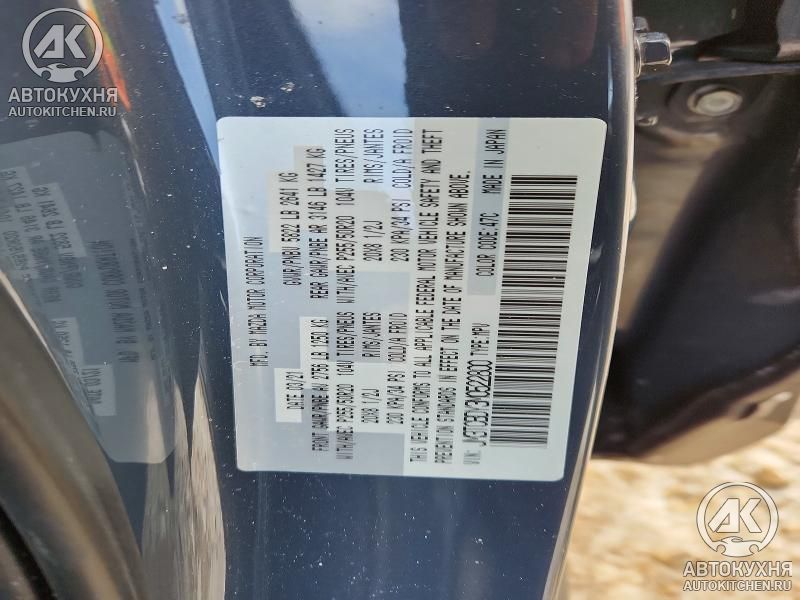 AK
АВТОКУХНЯ
AUTOKITCHEN.RU
MFD. BY MAZDA MOTOR CORPORATION
DATE: 03/21
GVWR/PNBV 5822 LB 2641 KG
FRONT GAWR/PNBE AV 2756 LB 1250 KG
REAR GAWR/PNBE AR 3146 LB 1427 KG
WITH/AVEC P255/50R20 104V TIRES/PNEUS
WITH/AVEC P255/50R20 104V TIRES/PNEUS
20X8 1/2J RIMS/JANTES
20X8 1/2J RIMS/JANTES
KPA/34 PSI COLD/A FROID
230 KPA/34 PSI COLD/A FROID
THIS VEHICLE CONFORMS TO ALL APPLICABLE FEDERAL MOTOR VEHICLE SAFETY AND THEFT
PREVENTION STANDARDS IN EFFECT ON THE DATE OF MANUFACTURE SHOWN ABOVE.
VIN: TYPE:MPV COLOR CODE:47C MADE IN JAPAN
AK
АВТОКУХНЯ
AUTOKITCHEN.RU